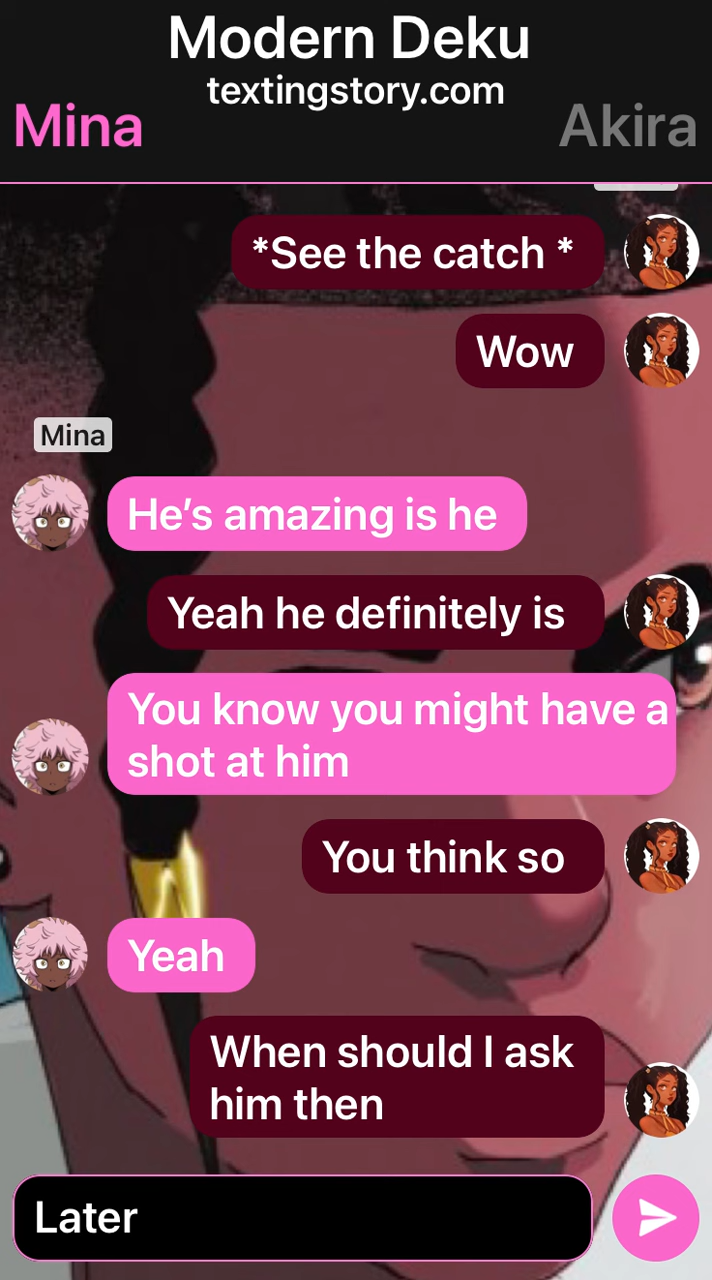 Modern Deku
textingstory.com
Mina
Akira
*See the catch *
Wow
Mina
He’s amazing is he
Yeah he definitely is
You know you might have a
shot at him
You think so
Yeah
When should I ask
him then
Later